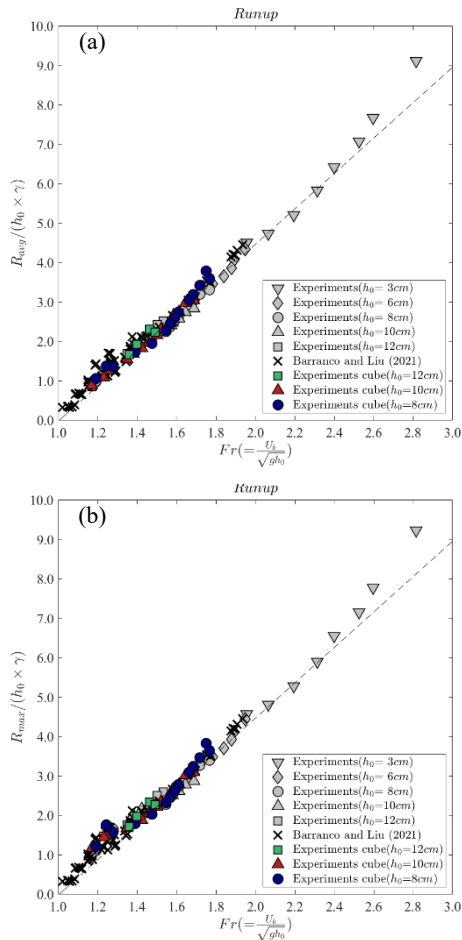 Runup
(a)
10.0
9.0
8.0
7.0
6.0
5.0
4.0
3.0
2.0
1.0
0.0
R_avg/(h_0 × γ)
Experiments(h_0= 3cm)
Experiments(h_0= 6cm)
Experiments(h_0= 8cm)
Experiments(h_0=10cm)
Experiments(h_0=12cm)
Barranco and Liu (2021)
Experiments cube(h_0=12cm)
Experiments cube(h_0=10cm)
Experiments cube(h_0=8cm)
1.0 1.2 1.4 1.6 1.8 2.0 2.2 2.4 2.6 2.8 3.0
Fr(= U_b/√gh_0)
Runup
(b)
10.0
9.0
8.0
7.0
6.0
5.0
4.0
3.0
2.0
1.0
0.0
R_max/(h_0 × γ)
Experiments(h_0= 3cm)
Experiments(h_0= 6cm)
Experiments(h_0= 8cm)
Experiments(h_0=10cm)
Experiments(h_0=12cm)
Barranco and Liu (2021)
Experiments cube(h_0=12cm)
Experiments cube(h_0=10cm)
Experiments cube(h_0=8cm)
1.0 1.2 1.4 1.6 1.8 2.0 2.2 2.4 2.6 2.8 3.0
Fr(= U_b/√gh_0)